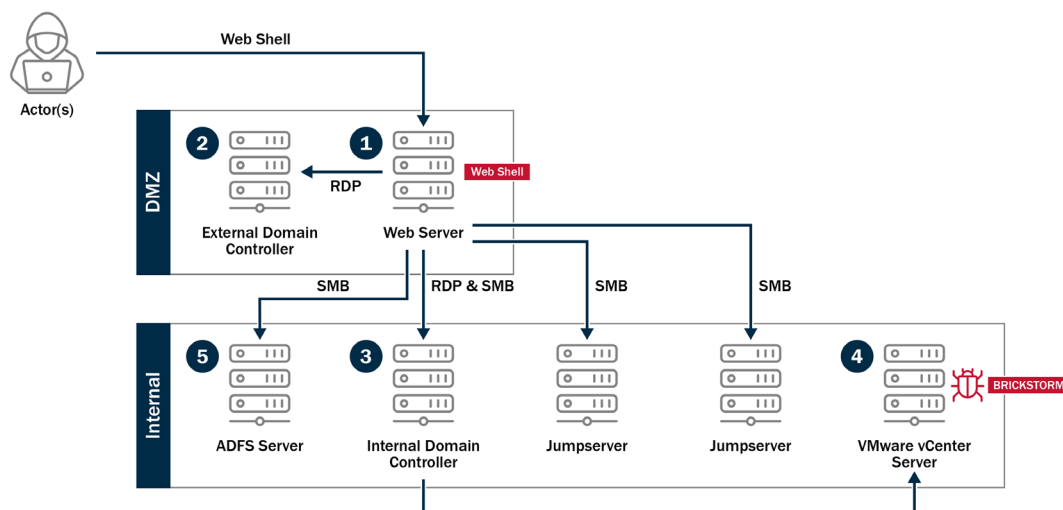 Web Shell
Actor(s)
DMZ
2
1
Web Shell
RDP
External Domain
Controller
Web Server
SMB
RDP & SMB
SMB
SMB
Internal
5
3
4
BRICKSTORM
ADFS Server
Internal Domain
Controller
Jumpserver
Jumpserver
VMware vCenter
Server